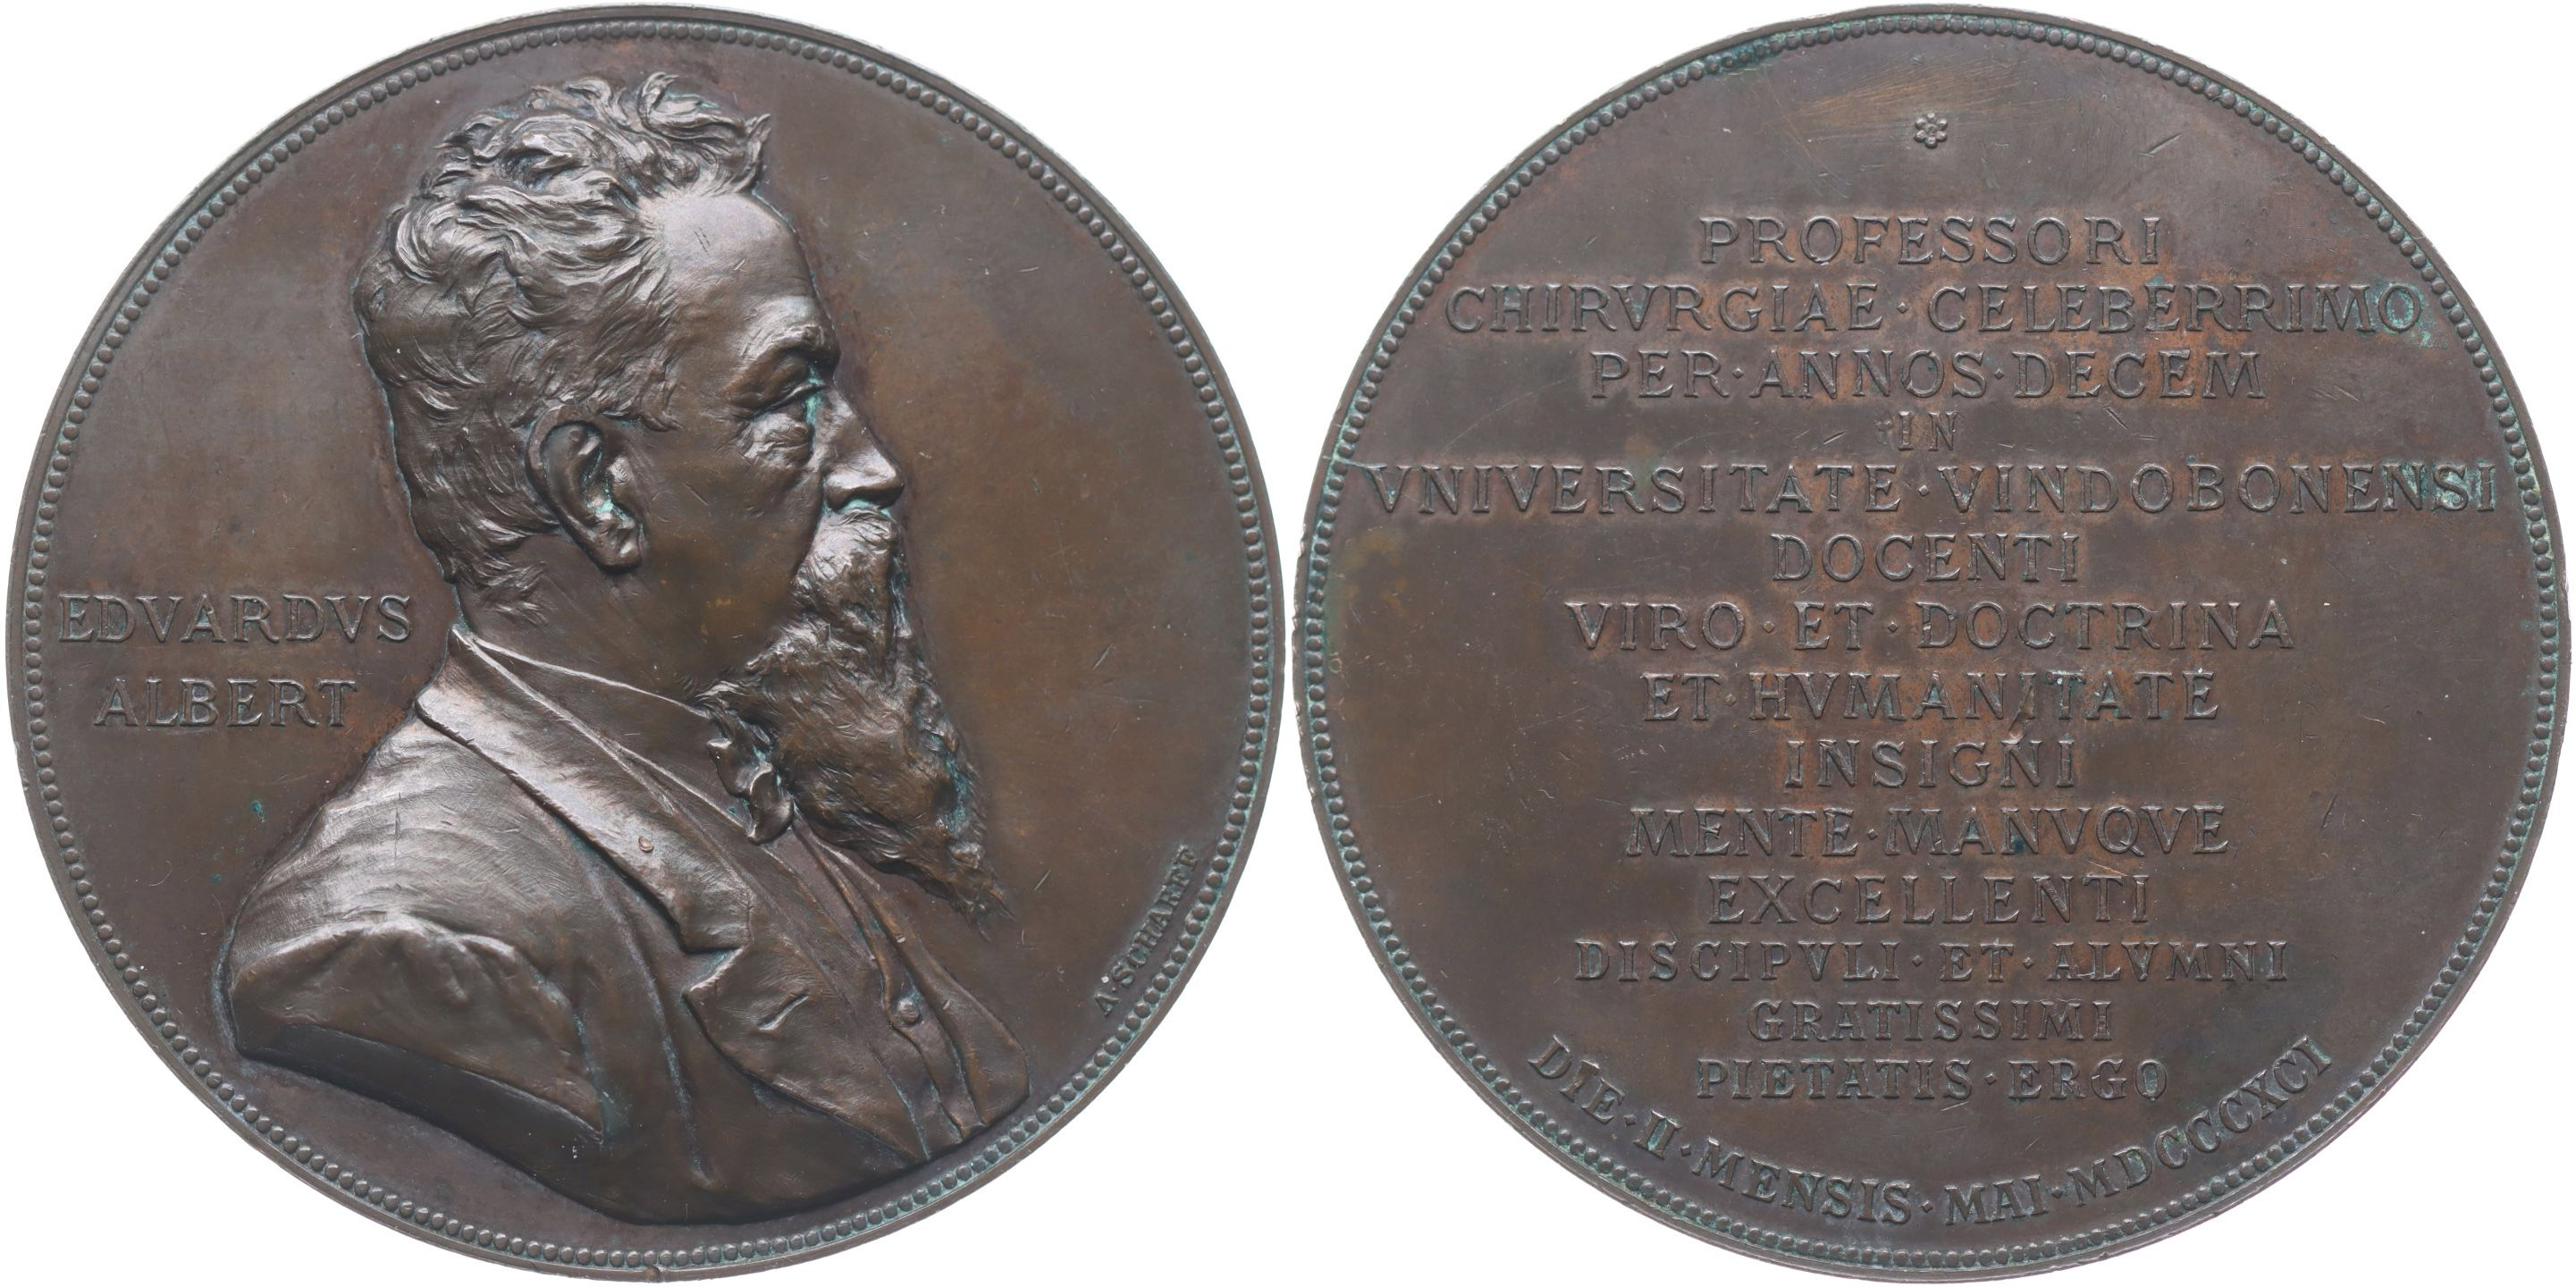 EDVARDVS
ALBERT
A·SCHARFF
PROFESSORI
CHIRVRGIAE·CELEBERRIMO
PER·ANNOS·DECEM
IN
VNIVERSITATE·VINDOBONENSI
DOCENTI
VIRO·ET·DOCTRINA
ET·HVMANITATE
INSIGNI
MENTE·MANVQVE
EXCELLENTI
DISCIPVLI·ET·ALVMNI
GRATISSIMI
PIETATIS·ERGO
DIE·II·MENSIS·MAI·MDCCCXCI